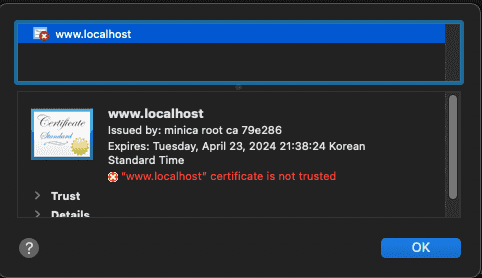 www.localhost
Certificate
Standard
www.localhost
Issued by: minica root ca 79e286
Expires: Tuesday, April 23, 2024 21:38:24 Korean
Standard Time
"www.localhost" certificate is not trusted
Trust
Details
?
OK